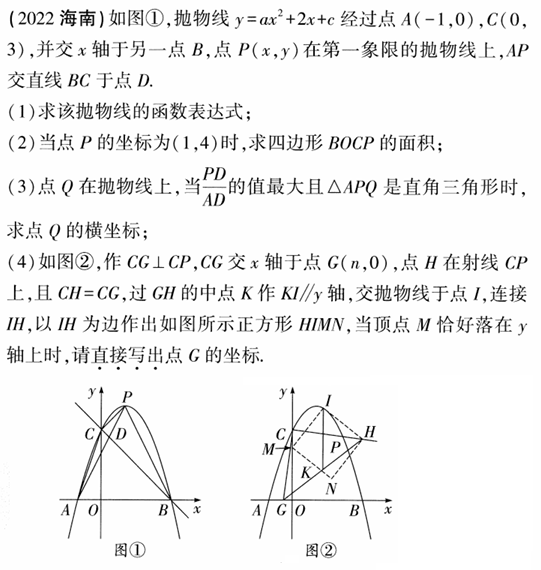 (2022 海南)如图①,抛物线 y=ax²+2x+c 经过点 A(-1,0),C(0,
3),并交 x 轴于另一点 B,点 P(x,y)在第一象限的抛物线上,AP
交直线 BC 于点 D.
(1)求该抛物线的函数表达式;
(2)当点 P 的坐标为(1,4)时,求四边形 BOCP 的面积;
(3)点 Q 在抛物线上,当PD/AD的值最大且△APQ 是直角三角形时,
求点 Q 的横坐标;
(4)如图②,作 CG⊥CP,CG 交 x 轴于点 G(n,0),点 H 在射线 CP
上,且 CH=CG,过 GH 的中点 K 作 KI∥y 轴,交抛物线于点 I,连接
IH,以 IH 为边作出如图所示正方形 HIMN,当顶点 M 恰好落在 y
轴上时,请直接写出点 G 的坐标.
y P
C D
A O B x
图①
y I
C H
M P
K N
A G O B x
图②